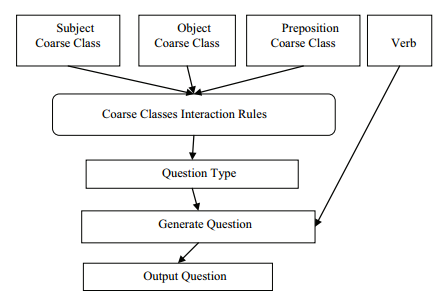 Subject
Coarse Class
Object
Coarse Class
Preposition
Coarse Class
Verb
Coarse Classes Interaction Rules
Question Type
Generate Question
Output Question